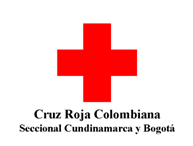 Cruz Roja Colombiana
Seccional Cundinamarca y Bogotá